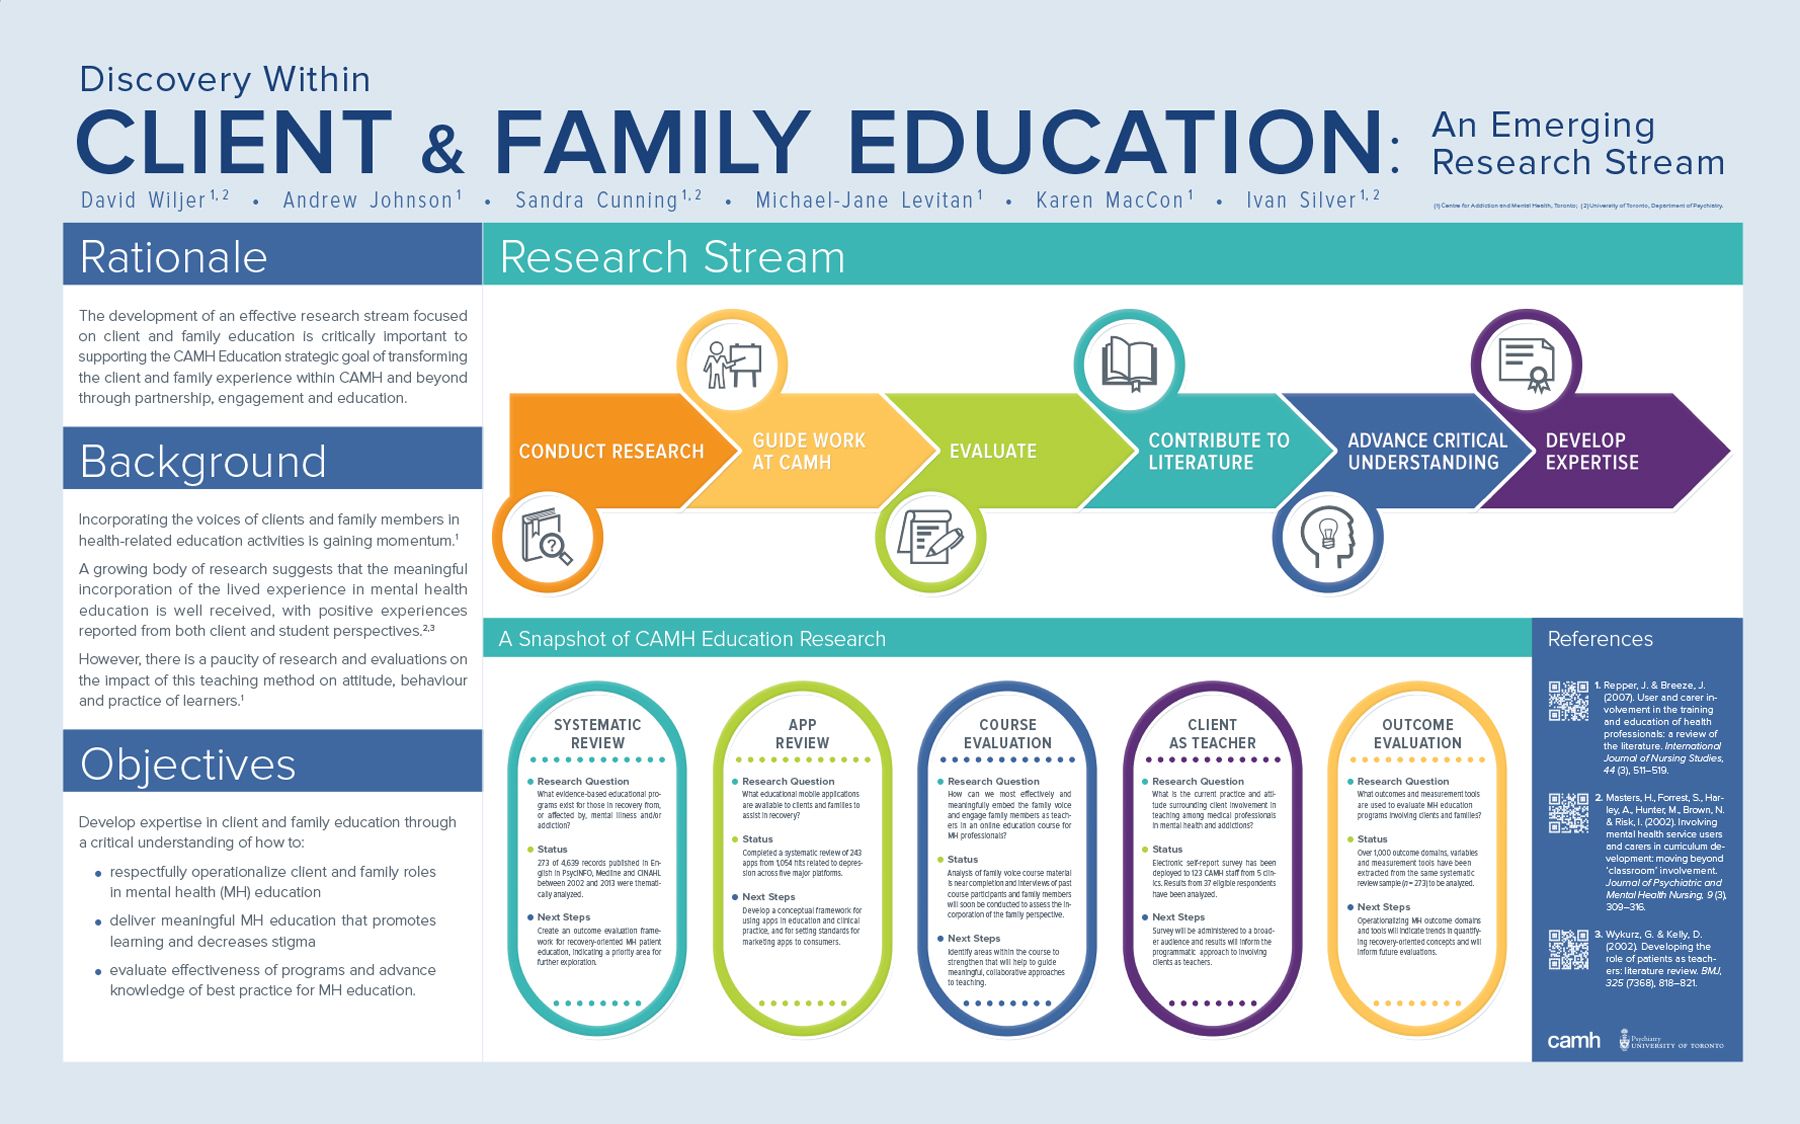 Discovery Within
CLIENT & FAMILY EDUCATION:
An Emerging
Research Stream
David Wiljer 1, 2 • Andrew Johnson 1 • Sandra Cunning 1, 2 • Michael-Jane Levitan 1 • Karen MacCon 1 • Ivan Silver 1, 2
(1) Centre for Addiction and Mental Health, Toronto; (2) University of Toronto, Department of Psychiatry.
Rationale
The development of an effective research stream focused
on client and family education is critically important to
supporting the CAMH Education strategic goal of transforming
the client and family experience within CAMH and beyond
through partnership, engagement and education.
Background
Incorporating the voices of clients and family members in
health-related education activities is gaining momentum.1
A growing body of research suggests that the meaningful
incorporation of the lived experience in mental health
education is well received, with positive experiences
reported from both client and student perspectives.2,3
However, there is a paucity of research and evaluations on
the impact of this teaching method on attitude, behaviour
and practice of learners.1
Objectives
Develop expertise in client and family education through
a critical understanding of how to:
• respectfully operationalize client and family roles
in mental health (MH) education
• deliver meaningful MH education that promotes
learning and decreases stigma
• evaluate effectiveness of programs and advance
knowledge of best practice for MH education.
Research Stream
CONDUCT RESEARCH
GUIDE WORK
AT CAMH
EVALUATE
CONTRIBUTE TO
LITERATURE
ADVANCE CRITICAL
UNDERSTANDING
DEVELOP
EXPERTISE
?
A Snapshot of CAMH Education Research
SYSTEMATIC
REVIEW
• Research Question
What evidence-based educational pro-
grams exist for those in recovery from,
or affected by, mental illness and/or
addiction?
• Status
273 of 4,639 records published in En-
glish in PsycINFO, Medline and CINAHL
between 2002 and 2013 were themati-
cally analyzed.
• Next Steps
Create an outcome evaluation frame-
work for recovery-oriented MH patient
education, indicating a priority area for
further exploration.
APP
REVIEW
• Research Question
What educational mobile applications
are available to clients and families to
assist in recovery?
• Status
Completed a systematic review of 243
apps from 1,054 hits related to depres-
sion across five major platforms.
• Next Steps
Develop a conceptual framework for
using apps in education and clinical
practice, and for setting standards for
marketing apps to consumers.
COURSE
EVALUATION
• Research Question
How can we most effectively and
meaningfully embed the family voice
and engage family members as teach-
ers in an online education course for
MH professionals?
• Status
Analysis of family voice course material
is near completion and interviews of past
course participants and family members
will soon be conducted to assess the in-
corporation of the family perspective.
• Next Steps
Identify areas within the course to
strengthen that will help to guide
meaningful, collaborative approaches
to teaching.
CLIENT
AS TEACHER
• Research Question
What is the current practice and atti-
tude surrounding client involvement in
teaching among medical professionals
in mental health and addictions?
• Status
Electronic self-report survey has been
deployed to 123 CAMH staff from 5 clin-
ics. Results from 37 eligible respondents
have been analyzed.
• Next Steps
Survey will be administered to a broad-
er audience and results will inform the
programmatic approach to involving
clients as teachers.
OUTCOME
EVALUATION
• Research Question
What outcomes and measurement tools
are used to evaluate MH education
programs involving clients and families?
• Status
Over 1,000 outcome domains, variables
and measurement tools have been
extracted from the same systematic
review sample (n = 273) to be analyzed.
• Next Steps
Operationalizing MH outcome domains
and tools will indicate trends in quantify-
ing recovery-oriented concepts and will
inform future evaluations.
References
1. Repper, J. & Breeze, J.
(2007). User and carer in-
volvement in the training
and education of health
professionals: a review of
the literature. International
Journal of Nursing Studies,
44 (3), 511–519.
2. Masters, H., Forrest, S., Har-
ley, A., Hunter, M., Brown, N.
& Risk, I. (2002). Involving
mental health service users
and carers in curriculum de-
velopment: moving beyond
'classroom' involvement.
Journal of Psychiatric and
Mental Health Nursing, 9 (3),
309–316.
3. Wykurz, G. & Kelly, D.
(2002). Developing the
role of patients as teach-
ers: literature review. BMJ,
325 (7368), 818–821.
camh
Psychiatry
UNIVERSITY OF TORONTO